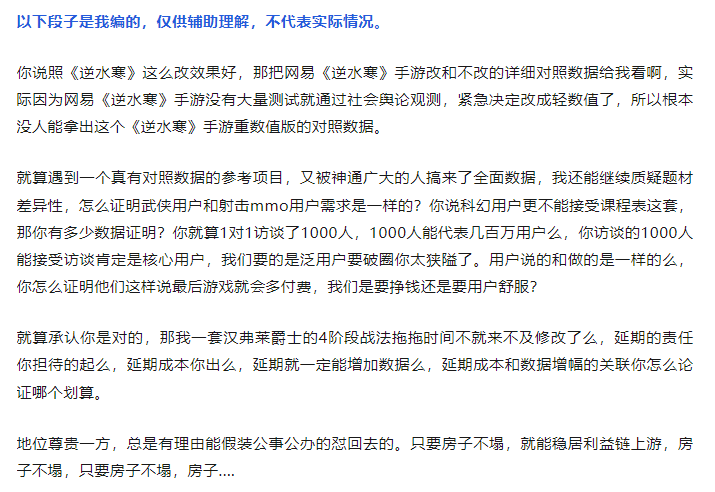 以下段子是我编的，仅供辅助理解，不代表实际情况。
你说照《逆水寒》这么改效果好，那把网易《逆水寒》手游改和不改的详细对照数据给我看啊，实
际因为网易《逆水寒》手游没有大量测试就通过社会舆论观测，紧急决定改成轻数值了，所以根本
没人能拿出这个《逆水寒》手游重数值版的对照数据。
就算遇到一个真有对照数据的参考项目，又被神通广大的人搞来了全面数据，我还能继续质疑题材
差异性，怎么证明武侠用户和射击mmo用户需求是一样的？你说科幻用户更不能接受课程表这套，
那你有多少数据证明？你就算1对1访谈了1000人，1000人能代表几百万用户么，你访谈的1000人
能接受访谈肯定是核心用户，我们要的是泛用户要破圈你太狭隘了。用户说的和做的是一样的么，
你怎么证明他们这样说最后游戏就会多付费，我们是要挣钱还是要用户舒服？
就算承认你是对的，那我一套汉弗莱爵士的4阶段战法拖拖时间不就来不及修改了么，延期的责任
你担待的起么，延期成本你出么，延期就一定能增加数据么，延期成本和数据增幅的关联你怎么论
证哪个划算。
地位尊贵一方，总是有理由能假装公事公办的怼回去的。只要房子不塌，就能稳居利益链上游，房
子不塌，只要房子不塌，房子....